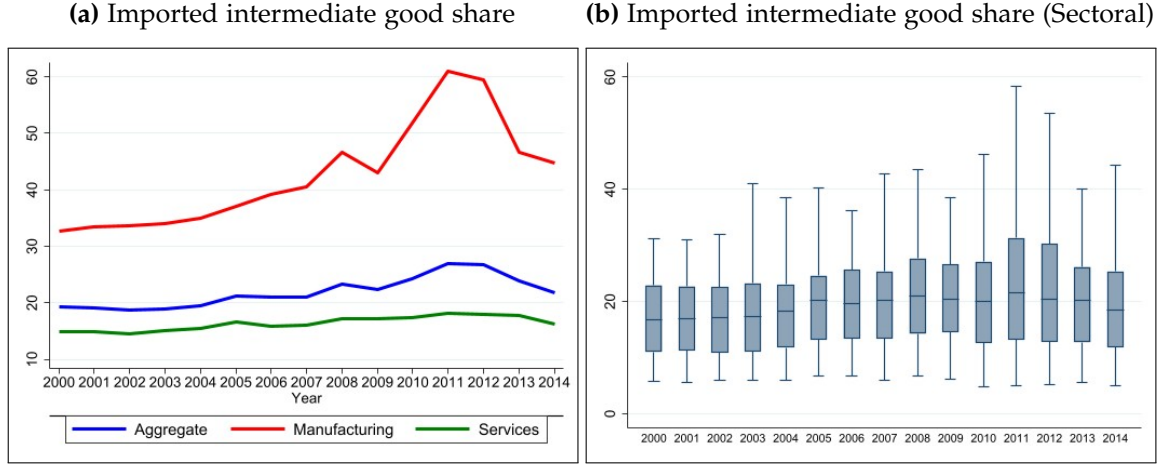 (a) Imported intermediate good share
60
50
40
30
20
10
2000 2001 2002 2003 2004 2005 2006 2007 2008 2009 2010 2011 2012 2013 2014
Year
Aggregate Manufacturing Services
(b) Imported intermediate good share (Sectoral)
60
40
20
0
2000 2001 2002 2003 2004 2005 2006 2007 2008 2009 2010 2011 2012 2013 2014